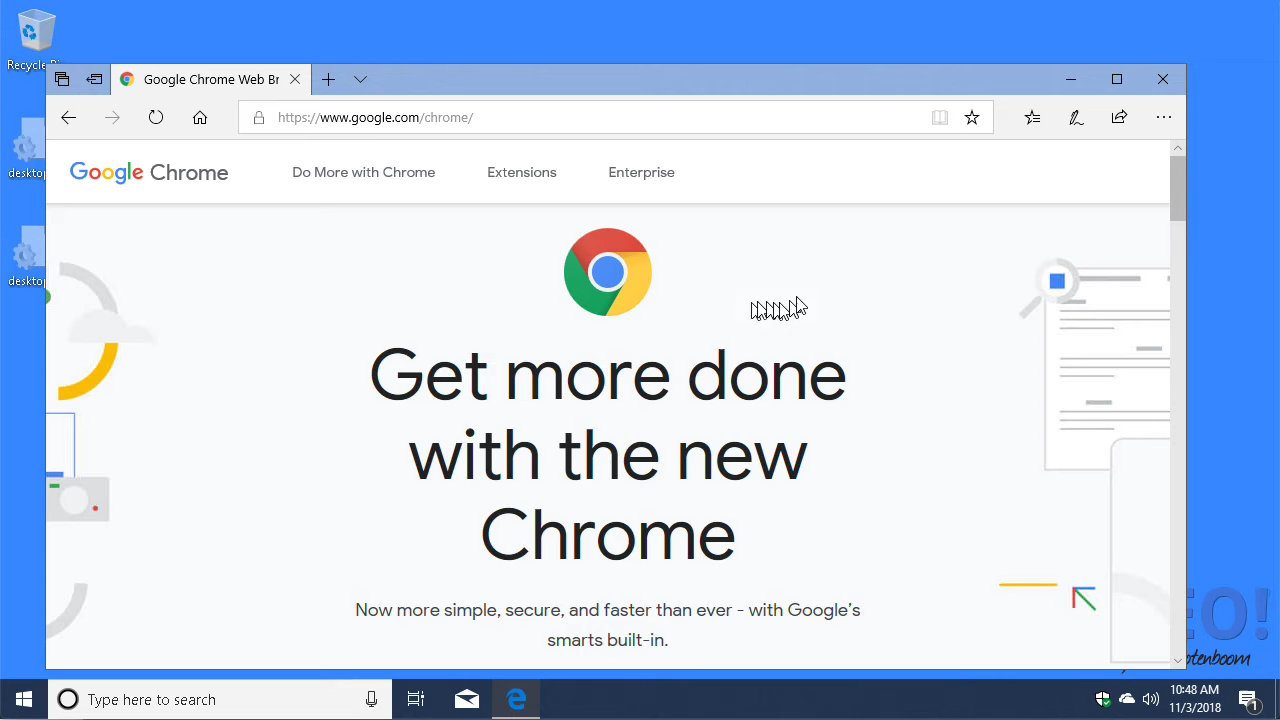 Google Chrome Web Br
https://www.google.com/chrome/
Google Chrome
Do More with Chrome
Extensions
Enterprise
Get more done
with the new
Chrome
Now more simple, secure, and faster than ever - with Google's
smarts built-in.
Recycle
desktop
desktop
EO!
Type here to search
10:48 AM
11/3/2018
1